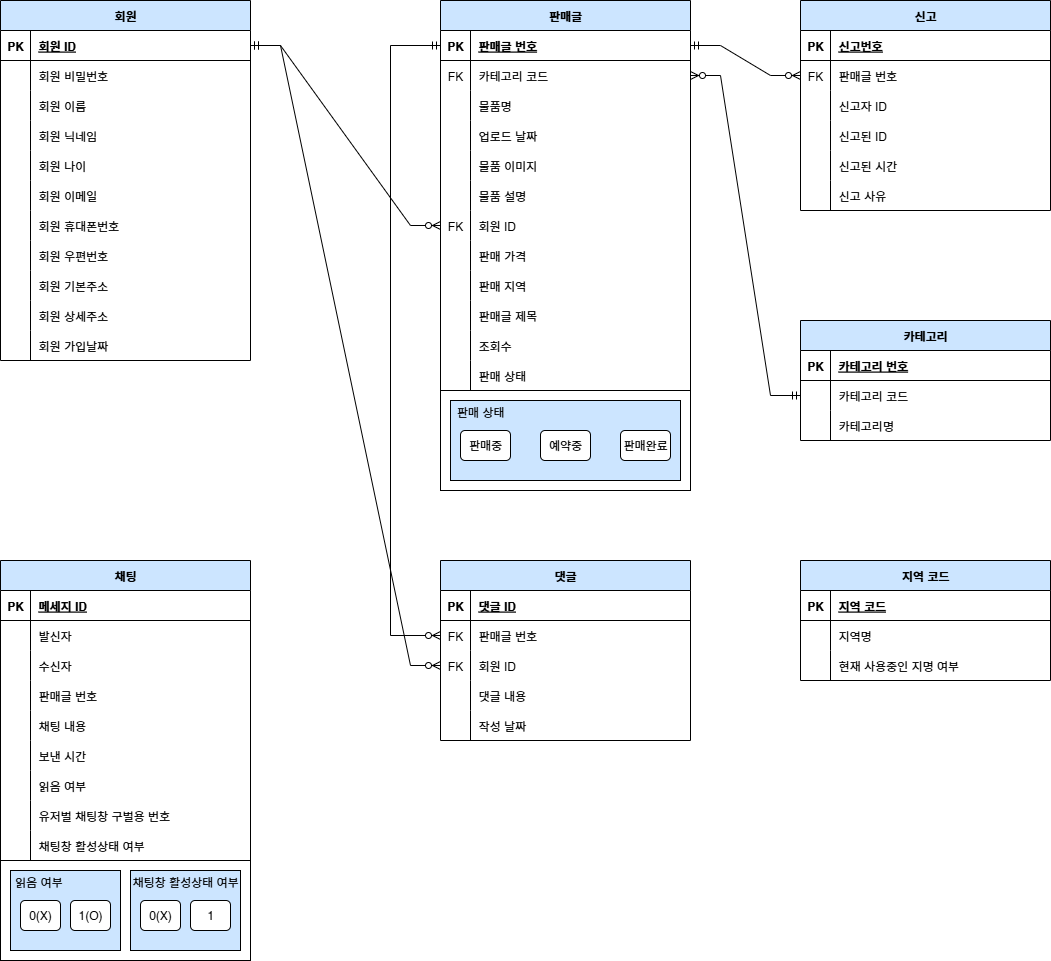 회원
PK 회원 ID
회원 비밀번호
회원 이름
회원 닉네임
회원 나이
회원 이메일
회원 휴대폰번호
회원 우편번호
회원 기본주소
회원 상세주소
회원 가입날짜
판매글
PK 판매글 번호
FK 카테고리 코드
물품명
업로드 날짜
물품 이미지
물품 설명
FK 회원 ID
판매 가격
판매 지역
판매글 제목
조회수
판매 상태
판매 상태
판매중 예약중 판매완료
신고
PK 신고번호
FK 판매글 번호
신고자 ID
신고된 ID
신고된 시간
신고 사유
카테고리
PK 카테고리 번호
카테고리 코드
카테고리명
채팅
PK 메세지 ID
발신자
수신자
판매글 번호
채팅 내용
보낸 시간
읽음 여부
유저별 채팅창 구벌용 번호
채팅창 활성상태 여부
읽음 여부
0(X) 1(O)
채팅창 활성상태 여부
0(X) 1
댓글
PK 댓글 ID
FK 판매글 번호
FK 회원 ID
댓글 내용
작성 날짜
지역 코드
PK 지역 코드
지역명
현재 사용중인 지명 여부